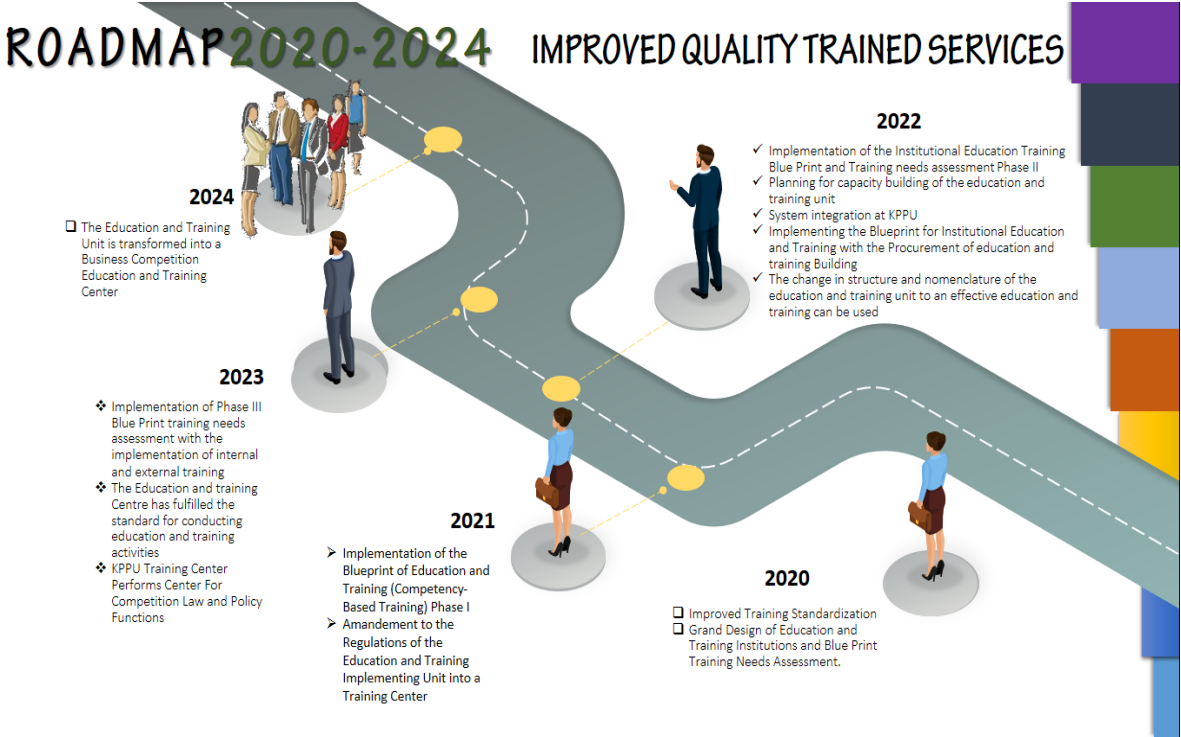 ROADMAP 2020-2024 IMPROVED QUALITY TRAINED SERVICES
2022
✓ Implementation of the Institutional Education Training
Blue Print and Training needs assessment Phase II
✓ Planning for capacity building of the education and
training unit
✓ System integration at KPPU
✓ Implementing the Blueprint for Institutional Education
and Training with the Procurement of education and
training Building
✓ The change in structure and nomenclature of the
education and training unit to an effective education and
training can be used
2024
❑ The Education and Training
Unit is transformed into a
Business Competition
Education and Training
Center
2023
❖ Implementation of Phase III
Blue Print training needs
assessment with the
implementation of internal
and external training
❖ The Education and training
Centre has fulfilled the
standard for conducting
education and training
activities
❖ KPPU Training Center
Performs Center For
Competition Law and Policy
Functions
2021
➢ Implementation of the
Blueprint of Education and
Training (Competency-
Based Training) Phase I
➢ Amandement to the
Regulations of the
Education and Training
Implementing Unit into a
Training Center
2020
❑ Improved Training Standardization
❑ Grand Design of Education and
Training Institutions and Blue Print
Training Needs Assessment.